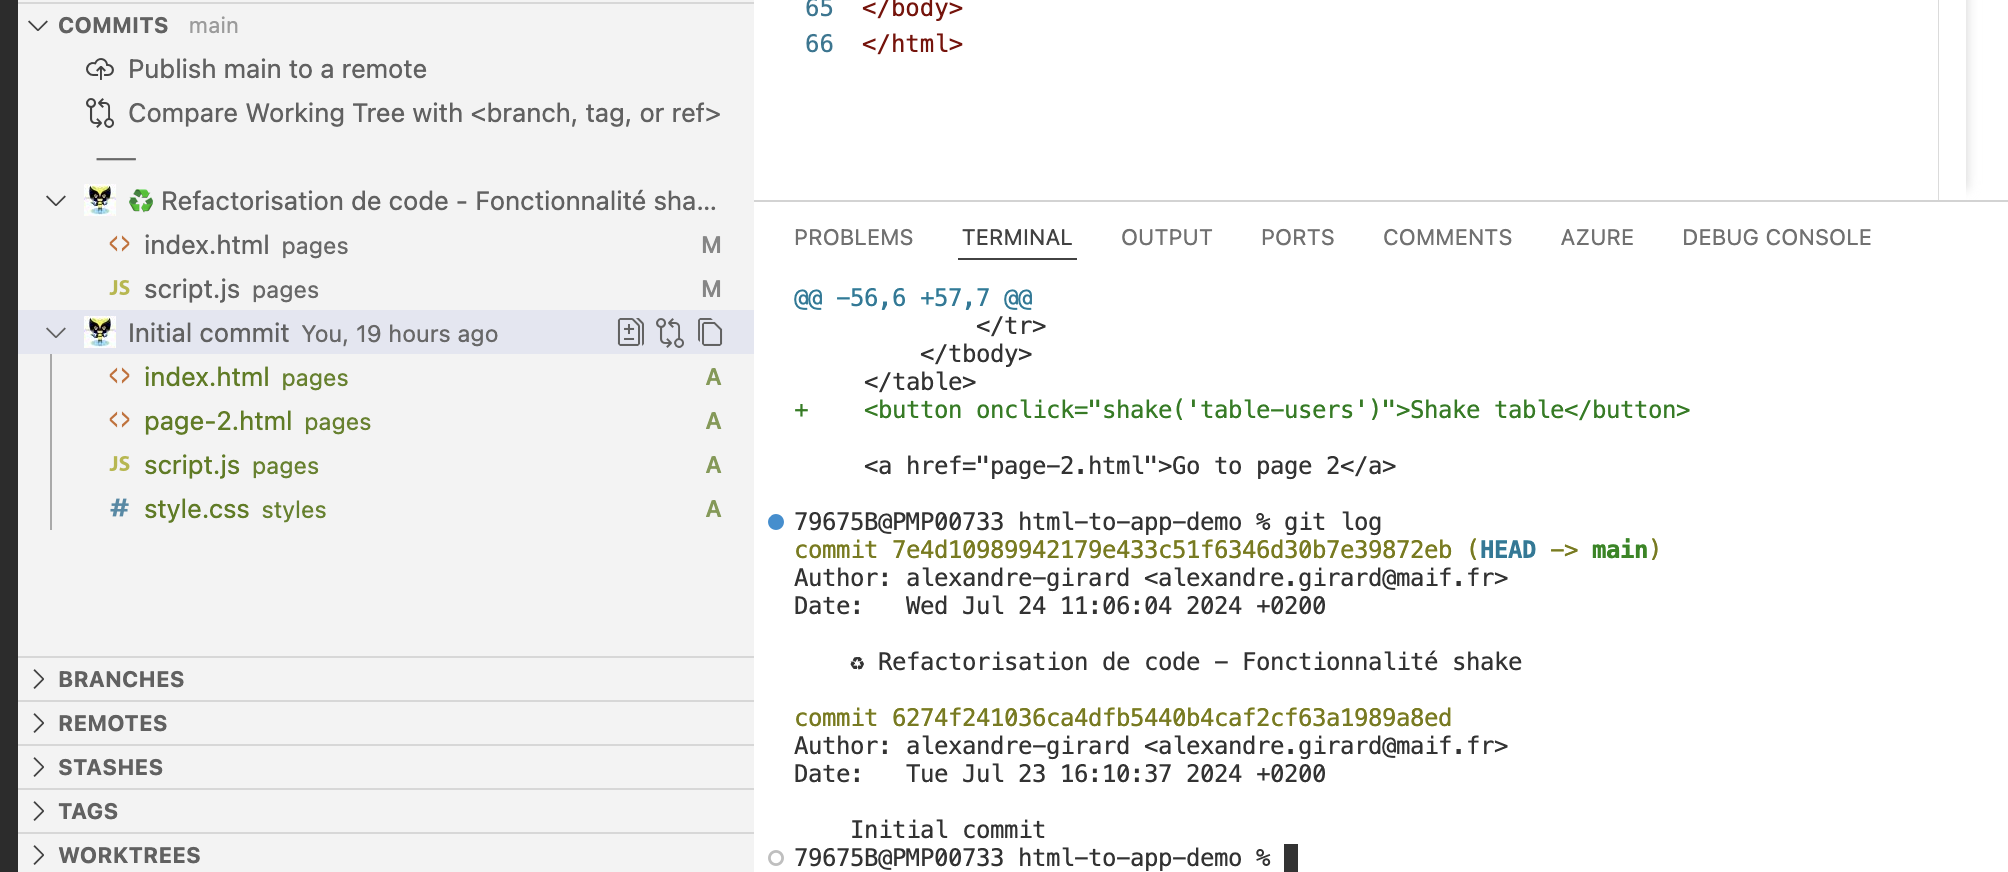 COMMITS main
Publish main to a remote
Compare Working Tree with <branch, tag, or ref>
♻ Refactorisation de code - Fonctionnalité sha...
<> index.html pages M
JS script.js pages M
Initial commit You, 19 hours ago
<> index.html pages A
<> page-2.html pages A
JS script.js pages A
# style.css styles A
BRANCHES
REMOTES
STASHES
TAGS
WORKTREES
65 </body>
66 </html>
PROBLEMS TERMINAL OUTPUT PORTS COMMENTS AZURE DEBUG CONSOLE
@@ -56,6 +57,7 @@
</tr>
</tbody>
</table>
+ <button onclick="shake('table-users')">Shake table</button>
<a href="page-2.html">Go to page 2</a>
79675B@PMP00733 html-to-app-demo % git log
commit 7e4d10989942179e433c51f6346d30b7e39872eb (HEAD -> main)
Author: alexandre-girard <alexandre.girard@maif.fr>
Date: Wed Jul 24 11:06:04 2024 +0200
♻ Refactorisation de code - Fonctionnalité shake
commit 6274f241036ca4dfb5440b4caf2cf63a1989a8ed
Author: alexandre-girard <alexandre.girard@maif.fr>
Date: Tue Jul 23 16:10:37 2024 +0200
Initial commit
79675B@PMP00733 html-to-app-demo %